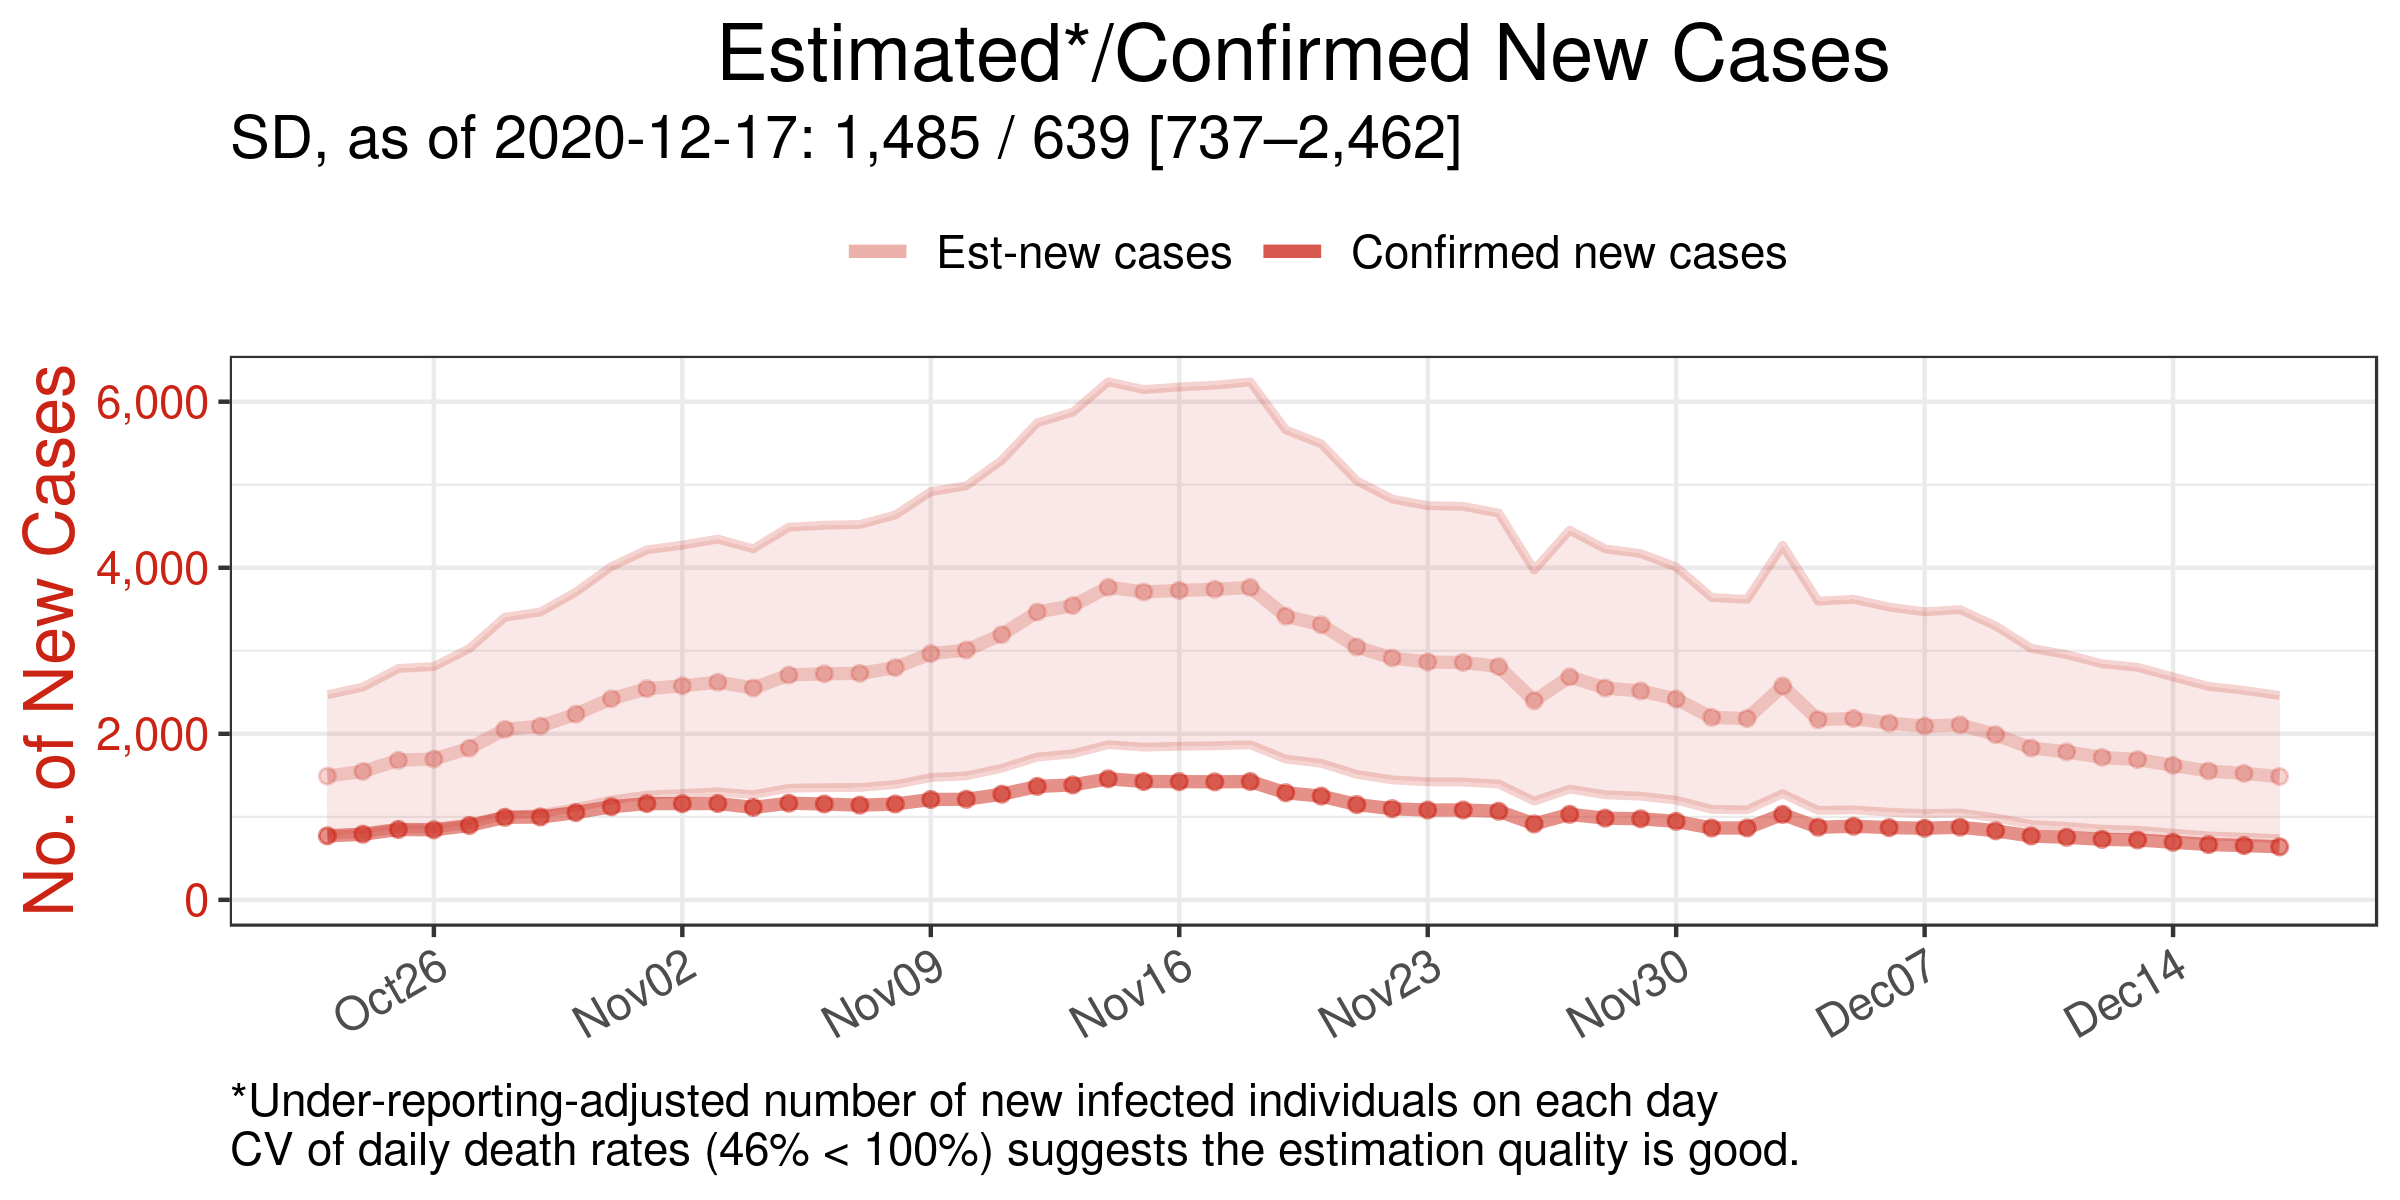 Estimated*/Confirmed New Cases
SD, as of 2020-12-17: 1,485 / 639 [737–2,462]
Est-new cases
Confirmed new cases
No. of New Cases
6,000
4,000
2,000
0
Oct26
Nov02
Nov09
Nov16
Nov23
Nov30
Dec07
Dec14
*Under-reporting-adjusted number of new infected individuals on each day
CV of daily death rates (46% < 100%) suggests the estimation quality is good.